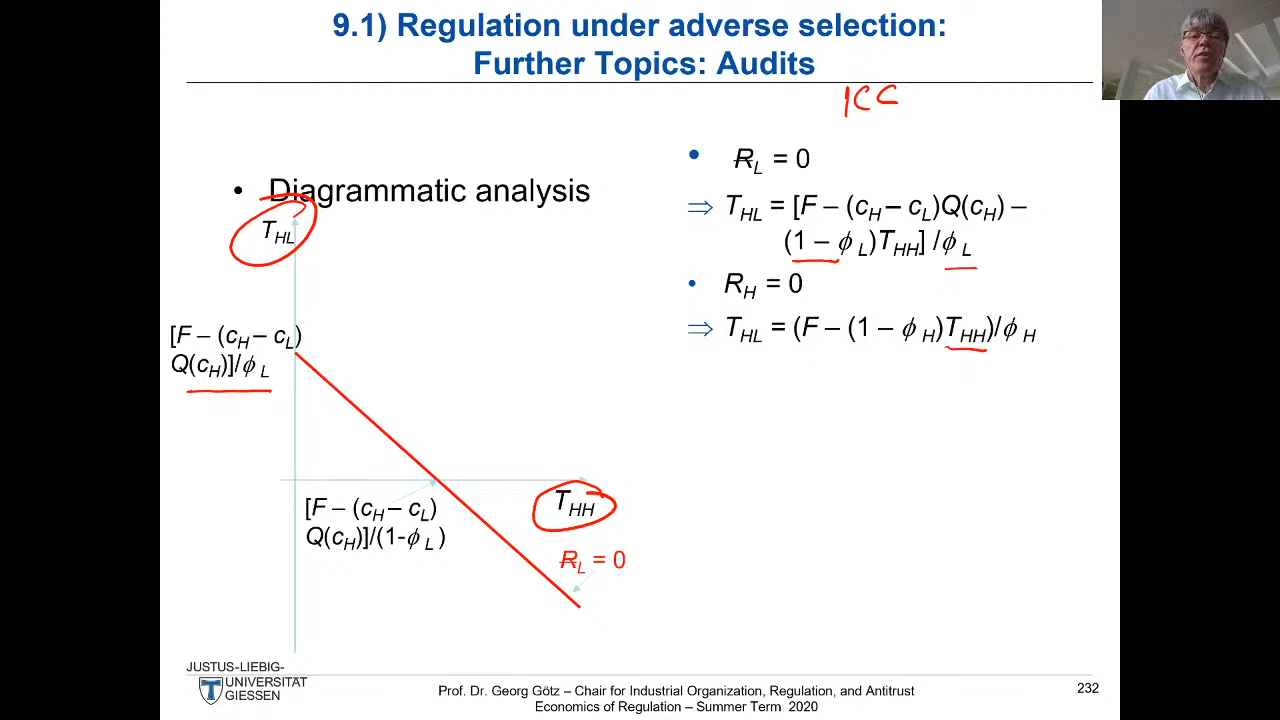 9.1) Regulation under adverse selection:
Further Topics: Audits
ICC
• Diagrammatic analysis
T_HL
[F – (c_H – c_L)
Q(c_H)]/ϕ_L
[F – (c_H – c_L)
Q(c_H)]/(1-ϕ_L)
T_HH
R_L = 0
• R_L = 0
⇒ T_HL = [F – (c_H – c_L)Q(c_H) –
(1 – ϕ_L)T_HH] /ϕ_L
• R_H = 0
⇒ T_HL = (F – (1 – ϕ_H)T_HH)/ϕ_H
JUSTUS-LIEBIG-
UNIVERSITÄT
GIESSEN
Prof. Dr. Georg Götz – Chair for Industrial Organization, Regulation, and Antitrust
Economics of Regulation – Summer Term 2020
232